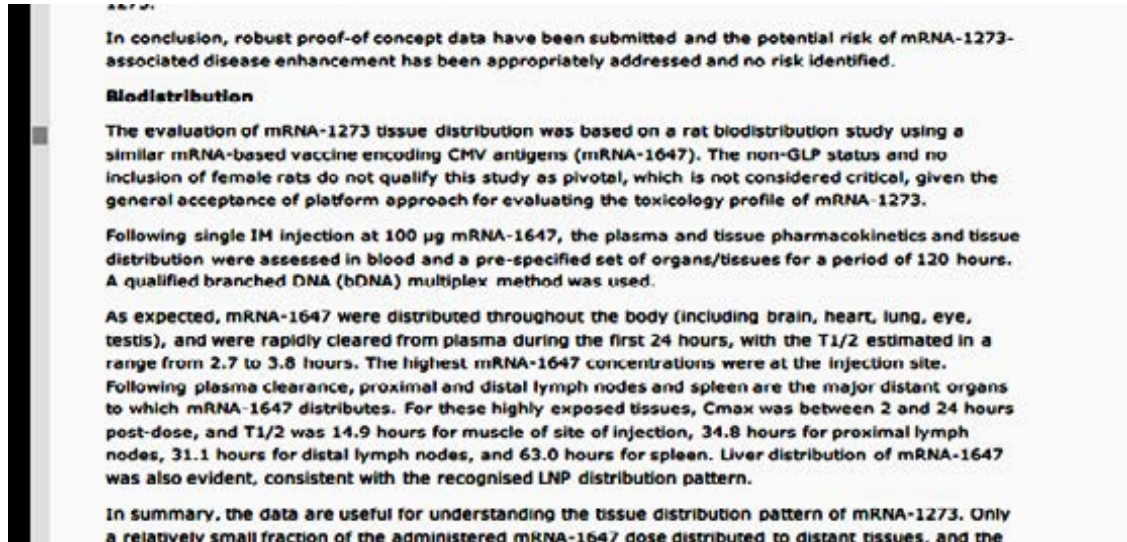 1273.
In conclusion, robust proof-of concept data have been submitted and the potential risk of mRNA-1273-
associated disease enhancement has been appropriately addressed and no risk identified.
Biodistribution
The evaluation of mRNA-1273 tissue distribution was based on a rat biodistribution study using a
similar mRNA-based vaccine encoding CMV antigens (mRNA-1647). The non-GLP status and no
inclusion of female rats do not qualify this study as pivotal, which is not considered critical, given the
general acceptance of platform approach for evaluating the toxicology profile of mRNA-1273.
Following single IM injection at 100 µg mRNA-1647, the plasma and tissue pharmacokinetics and tissue
distribution were assessed in blood and a pre-specified set of organs/tissues for a period of 120 hours.
A qualified branched DNA (bDNA) multiplex method was used.
As expected, mRNA-1647 were distributed throughout the body (including brain, heart, lung, eye,
testis), and were rapidly cleared from plasma during the first 24 hours, with the T1/2 estimated in a
range from 2.7 to 3.8 hours. The highest mRNA-1647 concentrations were at the injection site.
Following plasma clearance, proximal and distal lymph nodes and spleen are the major distant organs
to which mRNA-1647 distributes. For these highly exposed tissues, Cmax was between 2 and 24 hours
post-dose, and T1/2 was 14.9 hours for muscle of site of injection, 34.8 hours for proximal lymph
nodes, 31.1 hours for distal lymph nodes, and 63.0 hours for spleen. Liver distribution of mRNA-1647
was also evident, consistent with the recognised LNP distribution pattern.
In summary, the data are useful for understanding the tissue distribution pattern of mRNA-1273. Only
a relatively small fraction of the administered mRNA-1647 dose distributed to distant tissues, and the